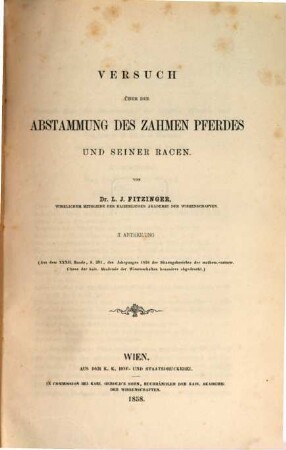 VERSUCH
ÜBER DIE
ABSTAMMUNG DES ZAHMEN PFERDES
UND SEINER RACEN.
VON
Dr. L. J. FITZINGER,
WIRKLICHEM MITGLIEDE DER KAISERLICHEN AKADEMIE DER WISSENSCHAFTEN.
ABTHEILUNG
(Aus dem Bande, S. des Jahrganges 1858 der Sitzungsberichte der mathem.-naturw.
Classe der kais. Akademie der Wissenschaften besonders abgedruckt.)
WIEN.
AUS DER K. K. HOF- UND STAATSDRUCKEREI.
IN COMMISSION BEI KARL GEROLD'S SOHN, BUCHHÄNDLER DER KAIS. AKADEMIE
DER WISSENSCHAFTEN.
1858.